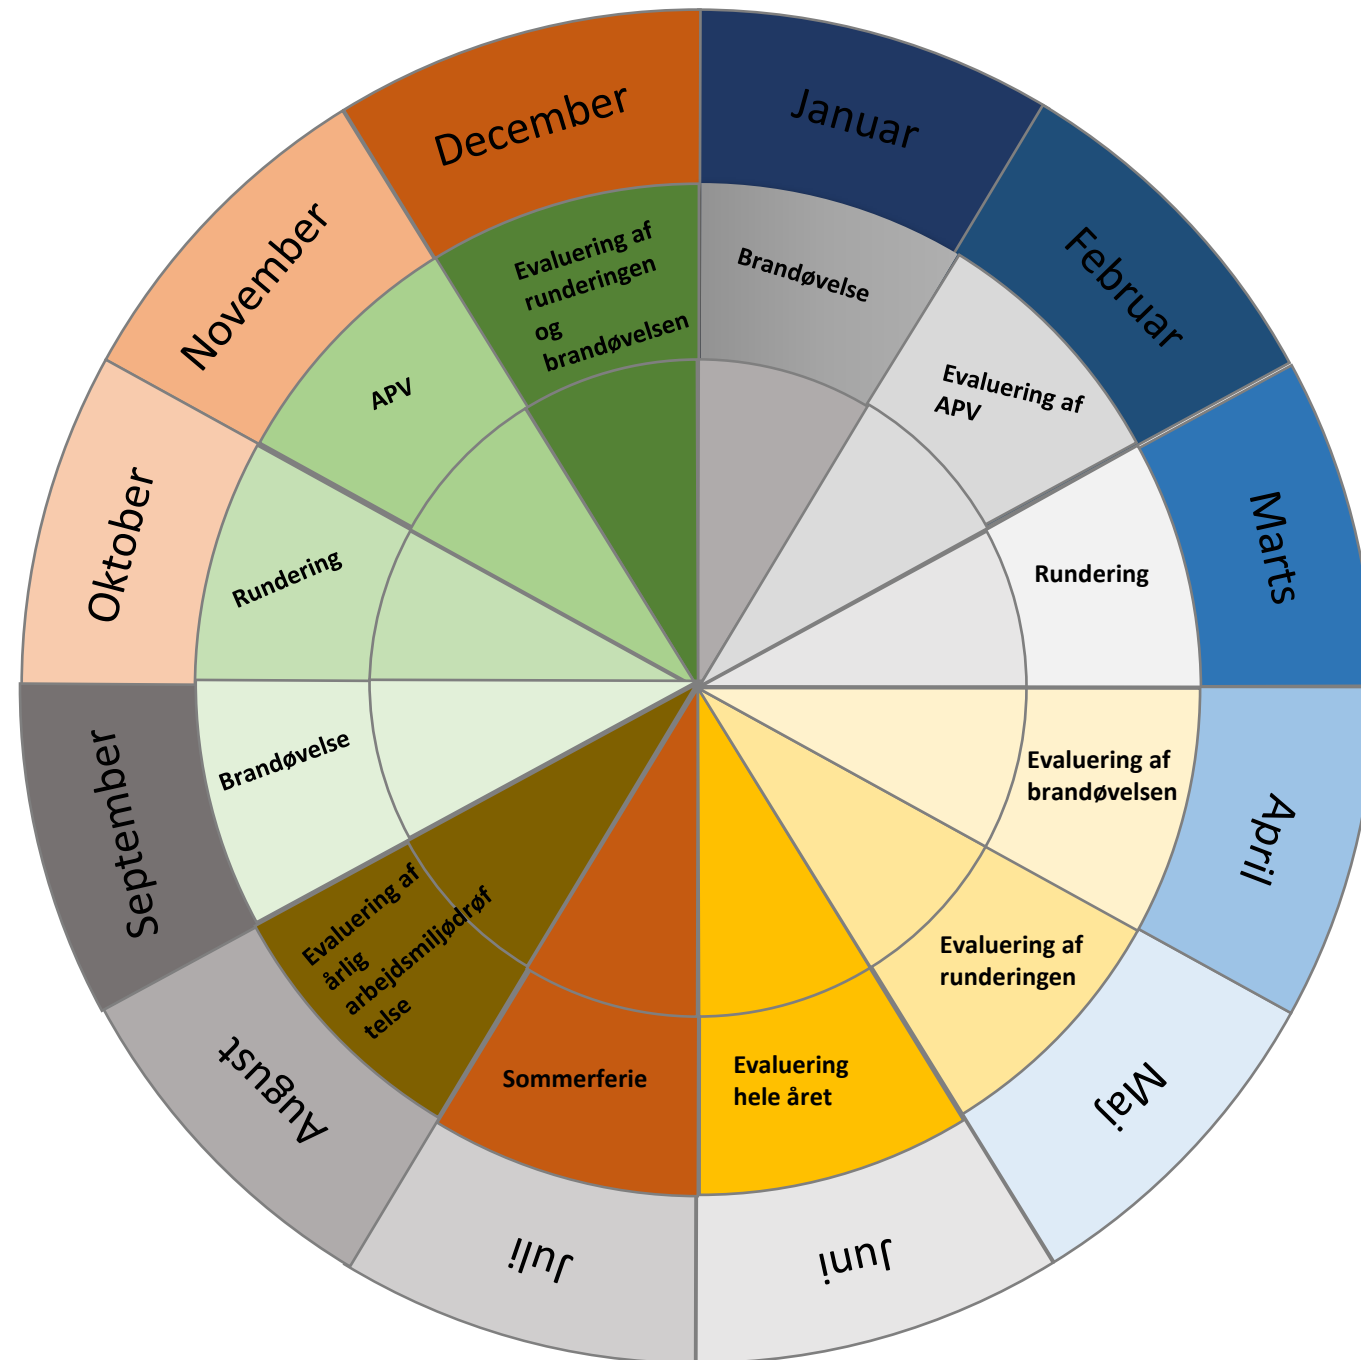 Januar
Brandøvelse
Februar
Evaluering af
APV
Marts
Rundering
April
Evaluering af
brandøvelsen
Maj
Evaluering af
runderingen
Juni
Evaluering
hele året
Juli
Sommerferie
August
Evaluering af
årlig
arbejdsmiljødrøf
telse
September
Brandøvelse
Oktober
Rundering
November
APV
December
Evaluering af
runderingen
og
brandøvelsen